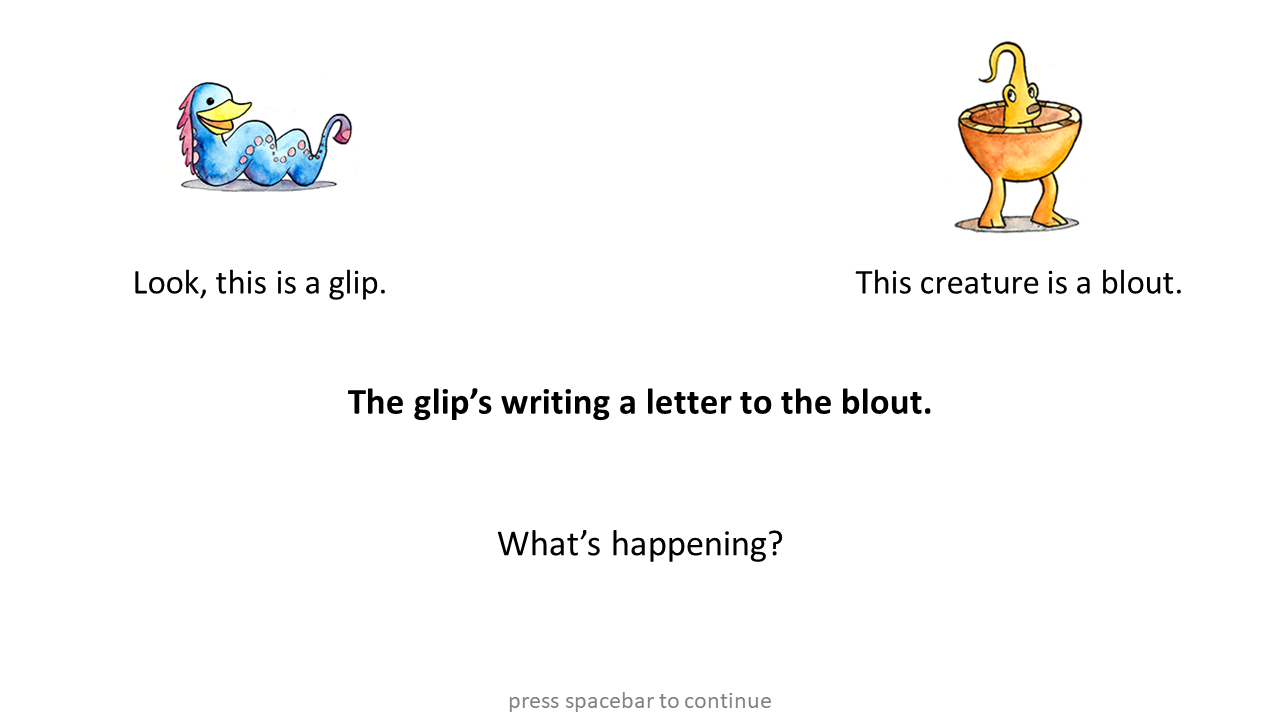 Look, this is a glip.
This creature is a blout.
The glip’s writing a letter to the blout.
What’s happening?
press spacebar to continue